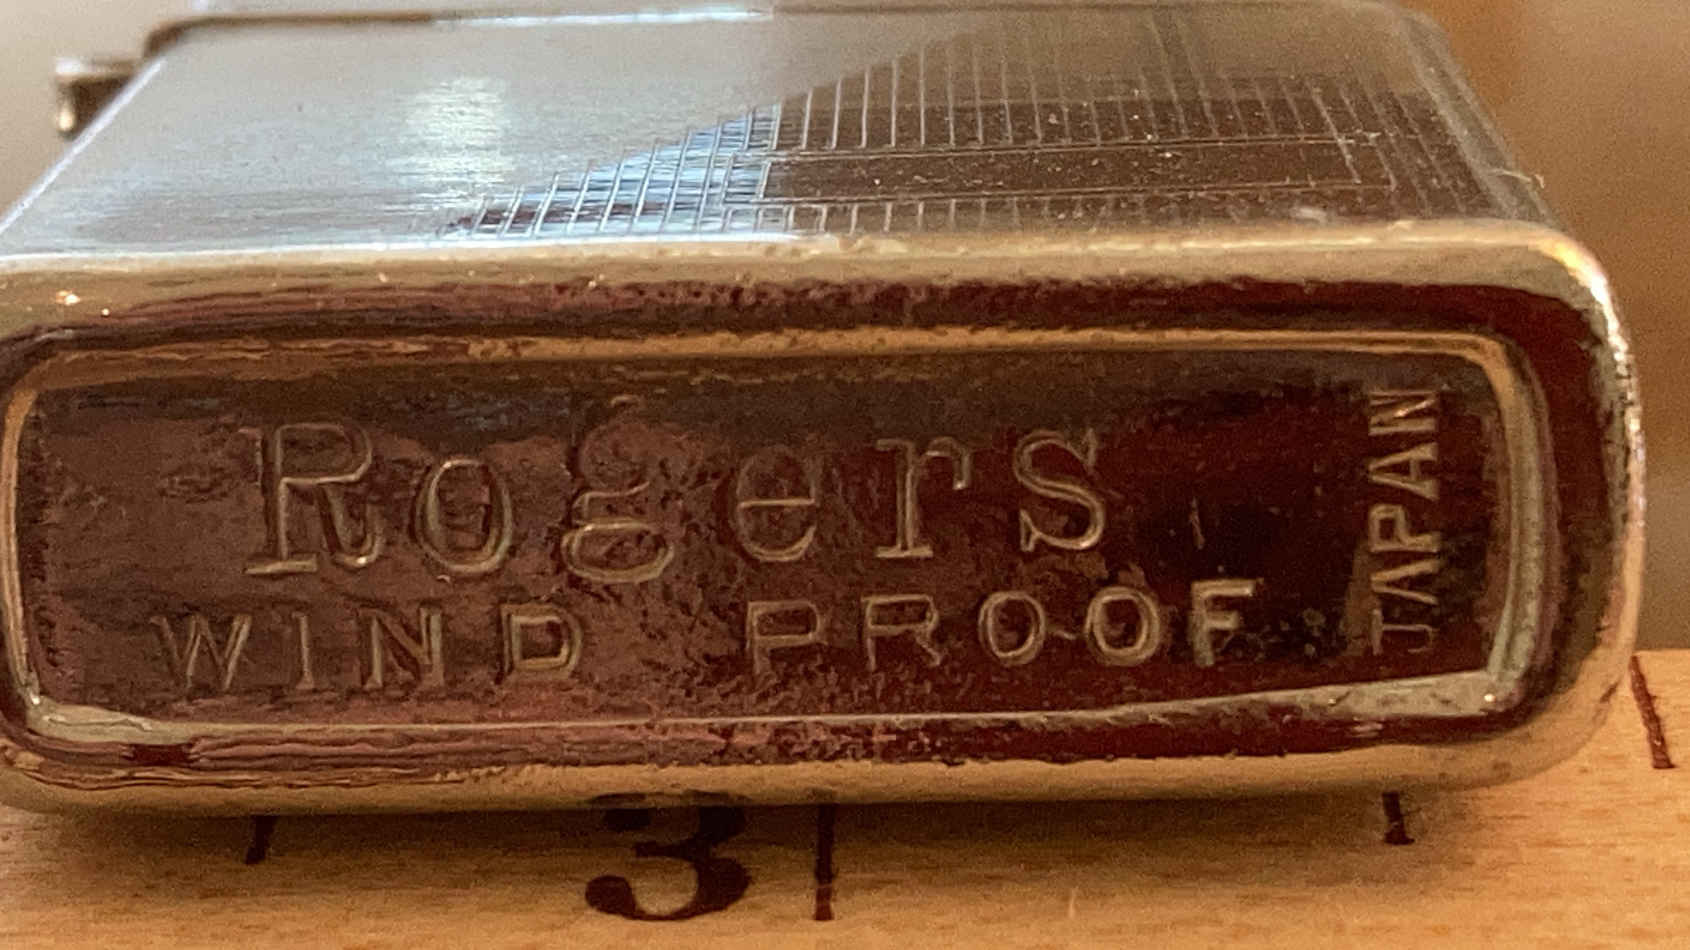 Rogers
WIND PROOF
JAPAN
3